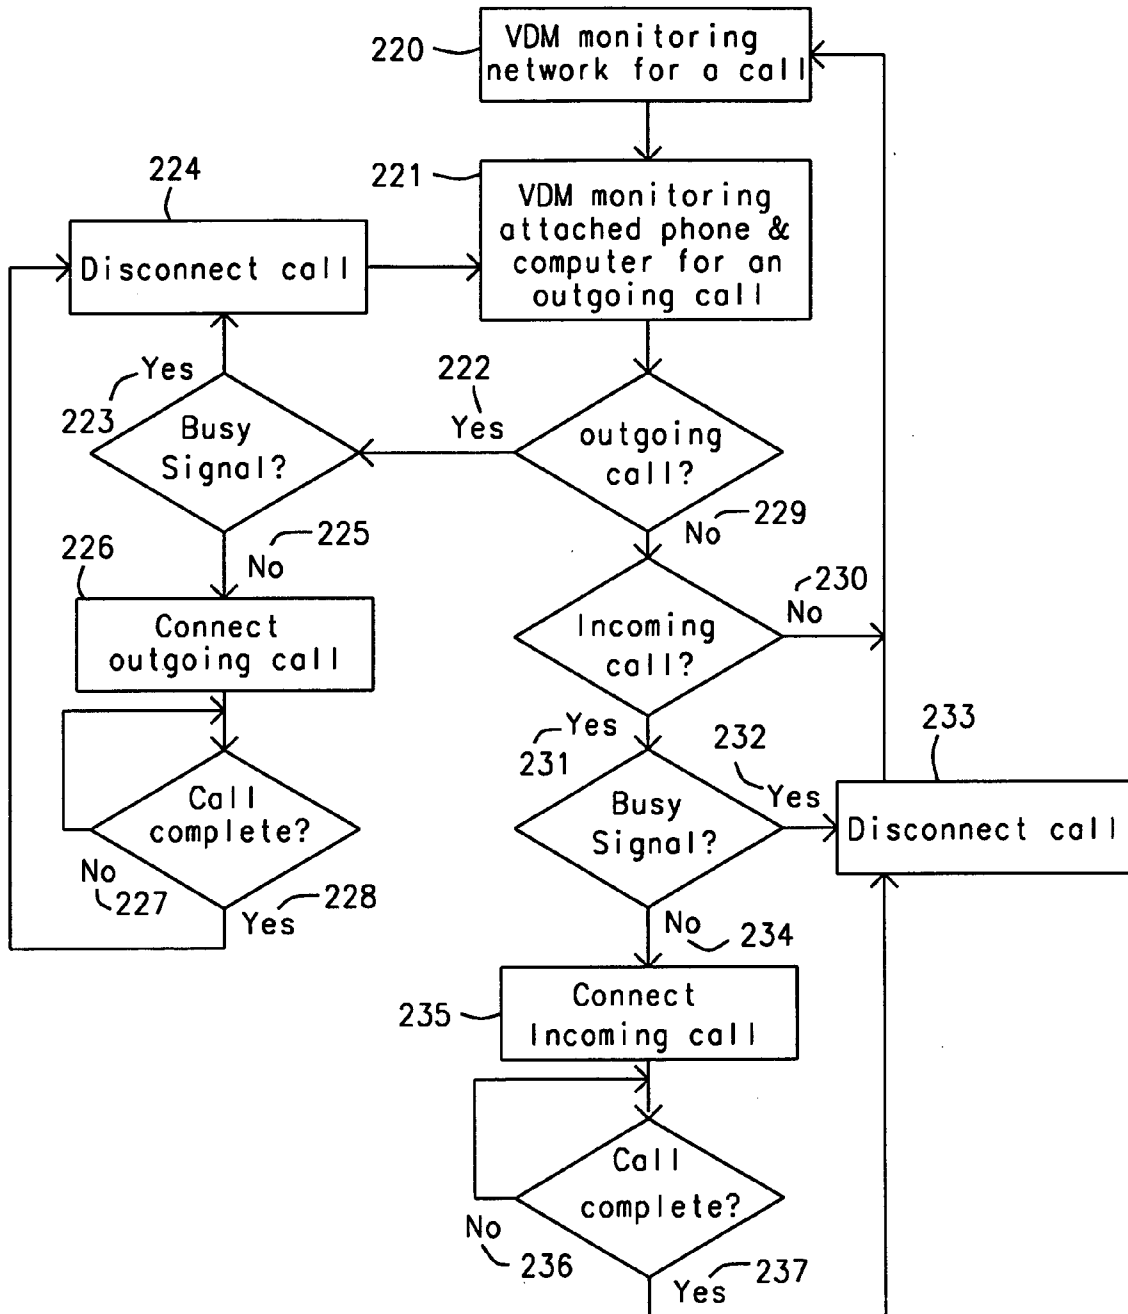 220
VDM monitoring
network for a call
224
221
VDM monitoring
attached phone &
computer for an
outgoing call
Disconnect call
Yes
223
Busy
Signal?
222
Yes
outgoing
call?
No 229
226
No 225
230
No
Connect
outgoing call
Incoming
call?
Yes
231
232
Yes
233
Call
complete?
Busy
Signal?
Disconnect call
No
227
Yes 228
No
234
235
Connect
Incoming call
Call
complete?
No
236
Yes 237